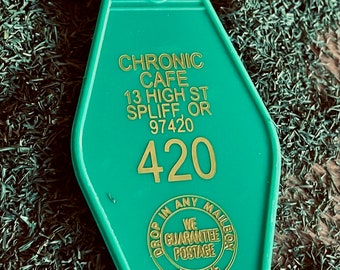 CHRONIC
CAFE
13 HIGH ST
SPLIFF OR
97420
420
DROP IN ANY MAILBOX
WE
GUARANTEE
POSTAGE